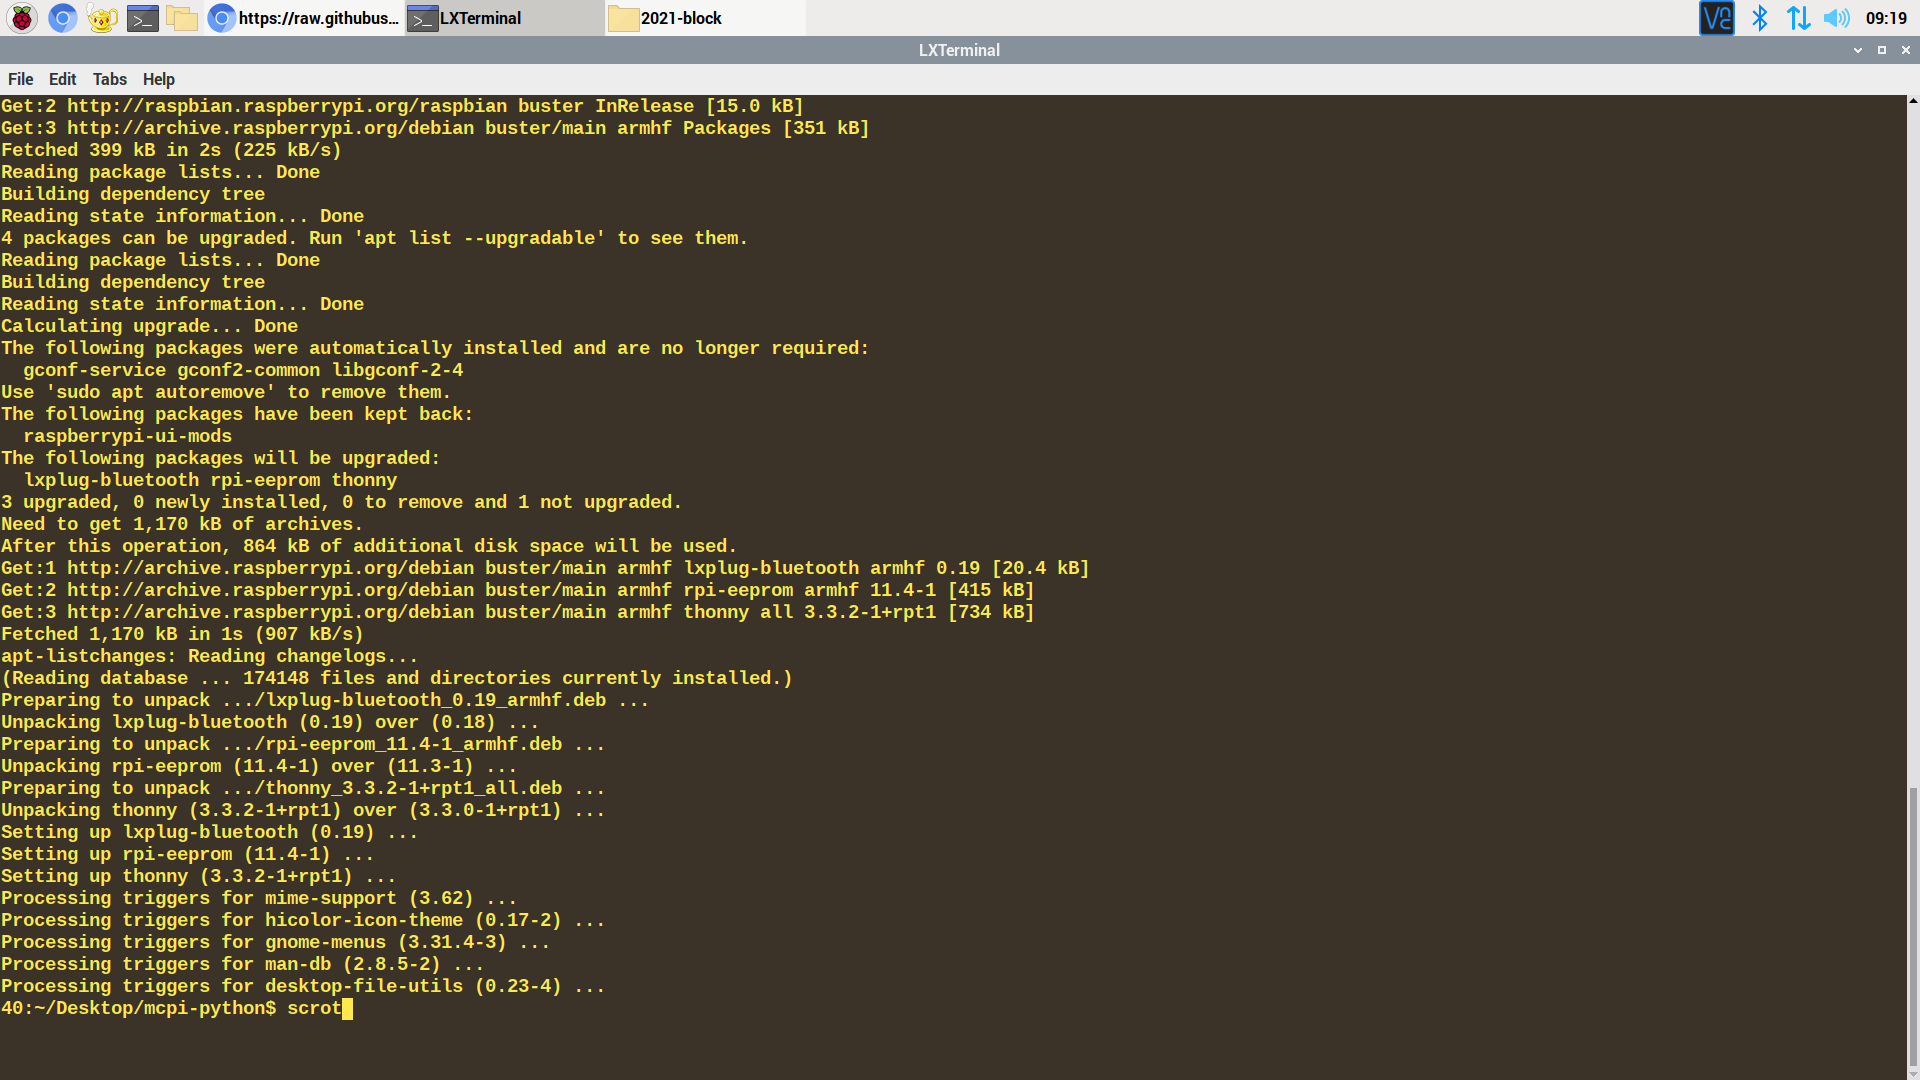 https://raw.githubus... LXTerminal 2021-block 09:19
LXTerminal
File Edit Tabs Help
Get:2 http://raspbian.raspberrypi.org/raspbian buster InRelease [15.0 kB]
Get:3 http://archive.raspberrypi.org/debian buster/main armhf Packages [351 kB]
Fetched 399 kB in 2s (225 kB/s)
Reading package lists... Done
Building dependency tree
Reading state information... Done
4 packages can be upgraded. Run 'apt list --upgradable' to see them.
Reading package lists... Done
Building dependency tree
Reading state information... Done
Calculating upgrade... Done
The following packages were automatically installed and are no longer required:
  gconf-service gconf2-common libgconf-2-4
Use 'sudo apt autoremove' to remove them.
The following packages have been kept back:
  raspberrypi-ui-mods
The following packages will be upgraded:
  lxplug-bluetooth rpi-eeprom thonny
3 upgraded, 0 newly installed, 0 to remove and 1 not upgraded.
Need to get 1,170 kB of archives.
After this operation, 864 kB of additional disk space will be used.
Get:1 http://archive.raspberrypi.org/debian buster/main armhf lxplug-bluetooth armhf 0.19 [20.4 kB]
Get:2 http://archive.raspberrypi.org/debian buster/main armhf rpi-eeprom armhf 11.4-1 [415 kB]
Get:3 http://archive.raspberrypi.org/debian buster/main armhf thonny all 3.3.2-1+rpt1 [734 kB]
Fetched 1,170 kB in 1s (907 kB/s)
apt-listchanges: Reading changelogs...
(Reading database ... 174148 files and directories currently installed.)
Preparing to unpack .../lxplug-bluetooth_0.19_armhf.deb ...
Unpacking lxplug-bluetooth (0.19) over (0.18) ...
Preparing to unpack .../rpi-eeprom_11.4-1_armhf.deb ...
Unpacking rpi-eeprom (11.4-1) over (11.3-1) ...
Preparing to unpack .../thonny_3.3.2-1+rpt1_all.deb ...
Unpacking thonny (3.3.2-1+rpt1) over (3.3.0-1+rpt1) ...
Setting up lxplug-bluetooth (0.19) ...
Setting up rpi-eeprom (11.4-1) ...
Setting up thonny (3.3.2-1+rpt1) ...
Processing triggers for mime-support (3.62) ...
Processing triggers for hicolor-icon-theme (0.17-2) ...
Processing triggers for gnome-menus (3.31.4-3) ...
Processing triggers for man-db (2.8.5-2) ...
Processing triggers for desktop-file-utils (0.23-4) ...
40:~/Desktop/mcpi-python$ scrot